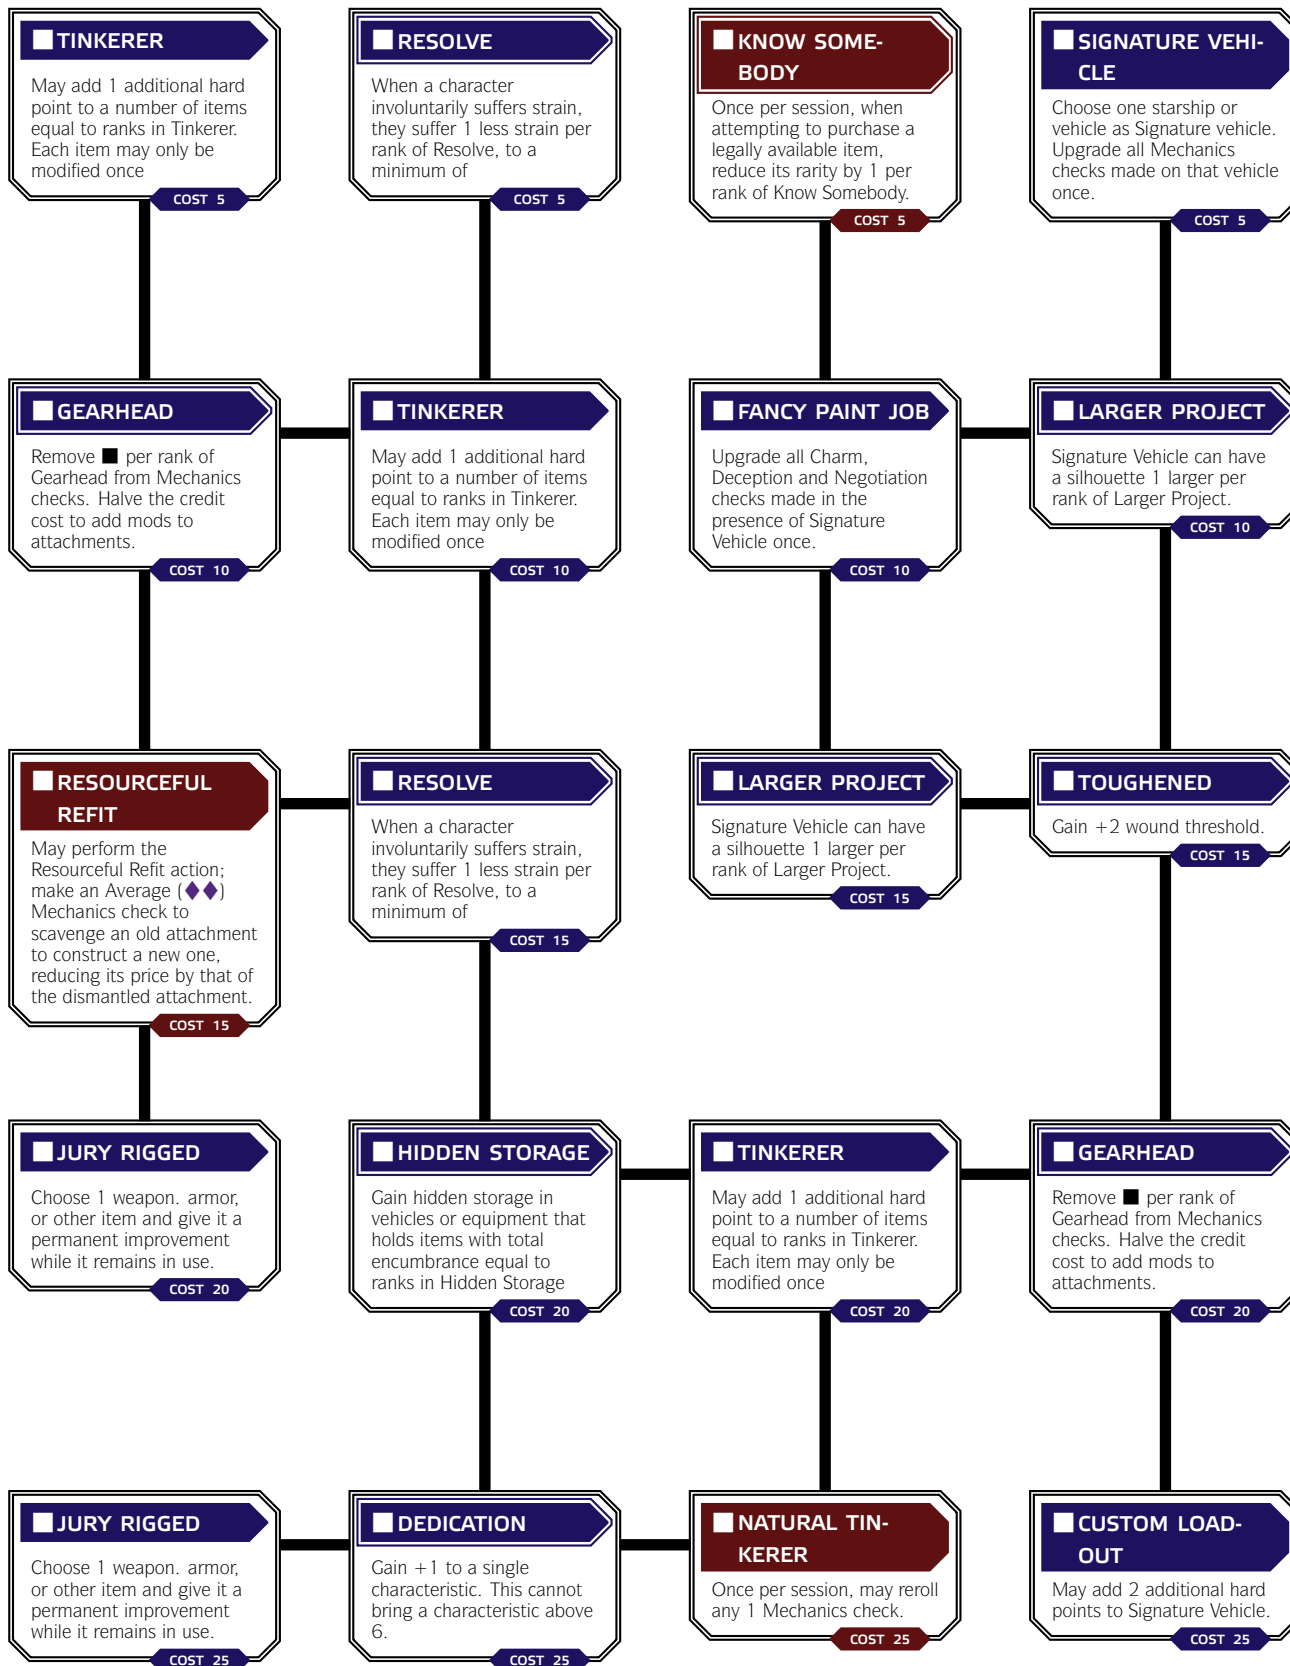 TINKERER
May add 1 additional hard
point to a number of items
equal to ranks in Tinkerer.
Each item may only be
modified once
COST 5
RESOLVE
When a character
involuntarily suffers strain,
they suffer 1 less strain per
rank of Resolve, to a
minimum of
COST 5
KNOW SOME-
BODY
Once per session, when
attempting to purchase a
legally available item,
reduce its rarity by 1 per
rank of Know Somebody.
COST 5
SIGNATURE VEHI-
CLE
Choose one starship or
vehicle as Signature vehicle.
Upgrade all Mechanics
checks made on that vehicle
once.
COST 5
GEARHEAD
Remove ■ per rank of
Gearhead from Mechanics
checks. Halve the credit
cost to add mods to
attachments.
COST 10
TINKERER
May add 1 additional hard
point to a number of items
equal to ranks in Tinkerer.
Each item may only be
modified once
COST 10
FANCY PAINT JOB
Upgrade all Charm,
Deception and Negotiation
checks made in the
presence of Signature
Vehicle once.
COST 10
LARGER PROJECT
Signature Vehicle can have
a silhouette 1 larger per
rank of Larger Project.
COST 10
RESOURCEFUL
REFIT
May perform the
Resourceful Refit action;
make an Average (♦♦)
Mechanics check to
scavenge an old attachment
to construct a new one,
reducing its price by that of
the dismantled attachment.
COST 15
RESOLVE
When a character
involuntarily suffers strain,
they suffer 1 less strain per
rank of Resolve, to a
minimum of
COST 15
LARGER PROJECT
Signature Vehicle can have
a silhouette 1 larger per
rank of Larger Project.
COST 15
TOUGHENED
Gain +2 wound threshold.
COST 15
JURY RIGGED
Choose 1 weapon. armor,
or other item and give it a
permanent improvement
while it remains in use.
COST 20
HIDDEN STORAGE
Gain hidden storage in
vehicles or equipment that
holds items with total
encumbrance equal to
ranks in Hidden Storage
COST 20
TINKERER
May add 1 additional hard
point to a number of items
equal to ranks in Tinkerer.
Each item may only be
modified once
COST 20
GEARHEAD
Remove ■ per rank of
Gearhead from Mechanics
checks. Halve the credit
cost to add mods to
attachments.
COST 20
JURY RIGGED
Choose 1 weapon. armor,
or other item and give it a
permanent improvement
while it remains in use.
COST 25
DEDICATION
Gain +1 to a single
characteristic. This cannot
bring a characteristic above
6.
COST 25
NATURAL TIN-
KERER
Once per session, may reroll
any 1 Mechanics check.
COST 25
CUSTOM LOAD-
OUT
May add 2 additional hard
points to Signature Vehicle.
COST 25